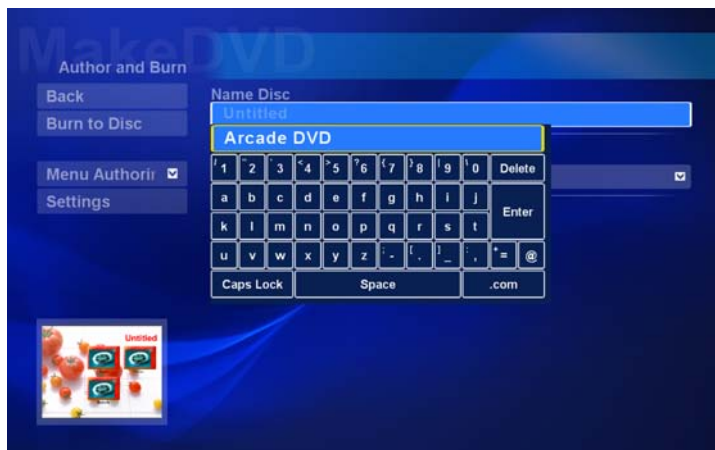 MakeDVD
Author and Burn
Back
Burn to Disc
Menu Authorir
Settings
Name Disc
Untitled
Arcade DVD
/ 1 " 2 ' 3 < 4 > 5 ? 6 { 7 } 8 | 9 \ 0 Delete
a b c d e f g h i j
Enter
k l m n o p q r s t
u v w x y z ; - [ . ] _ : , * = @
Caps Lock Space .com
Untitled